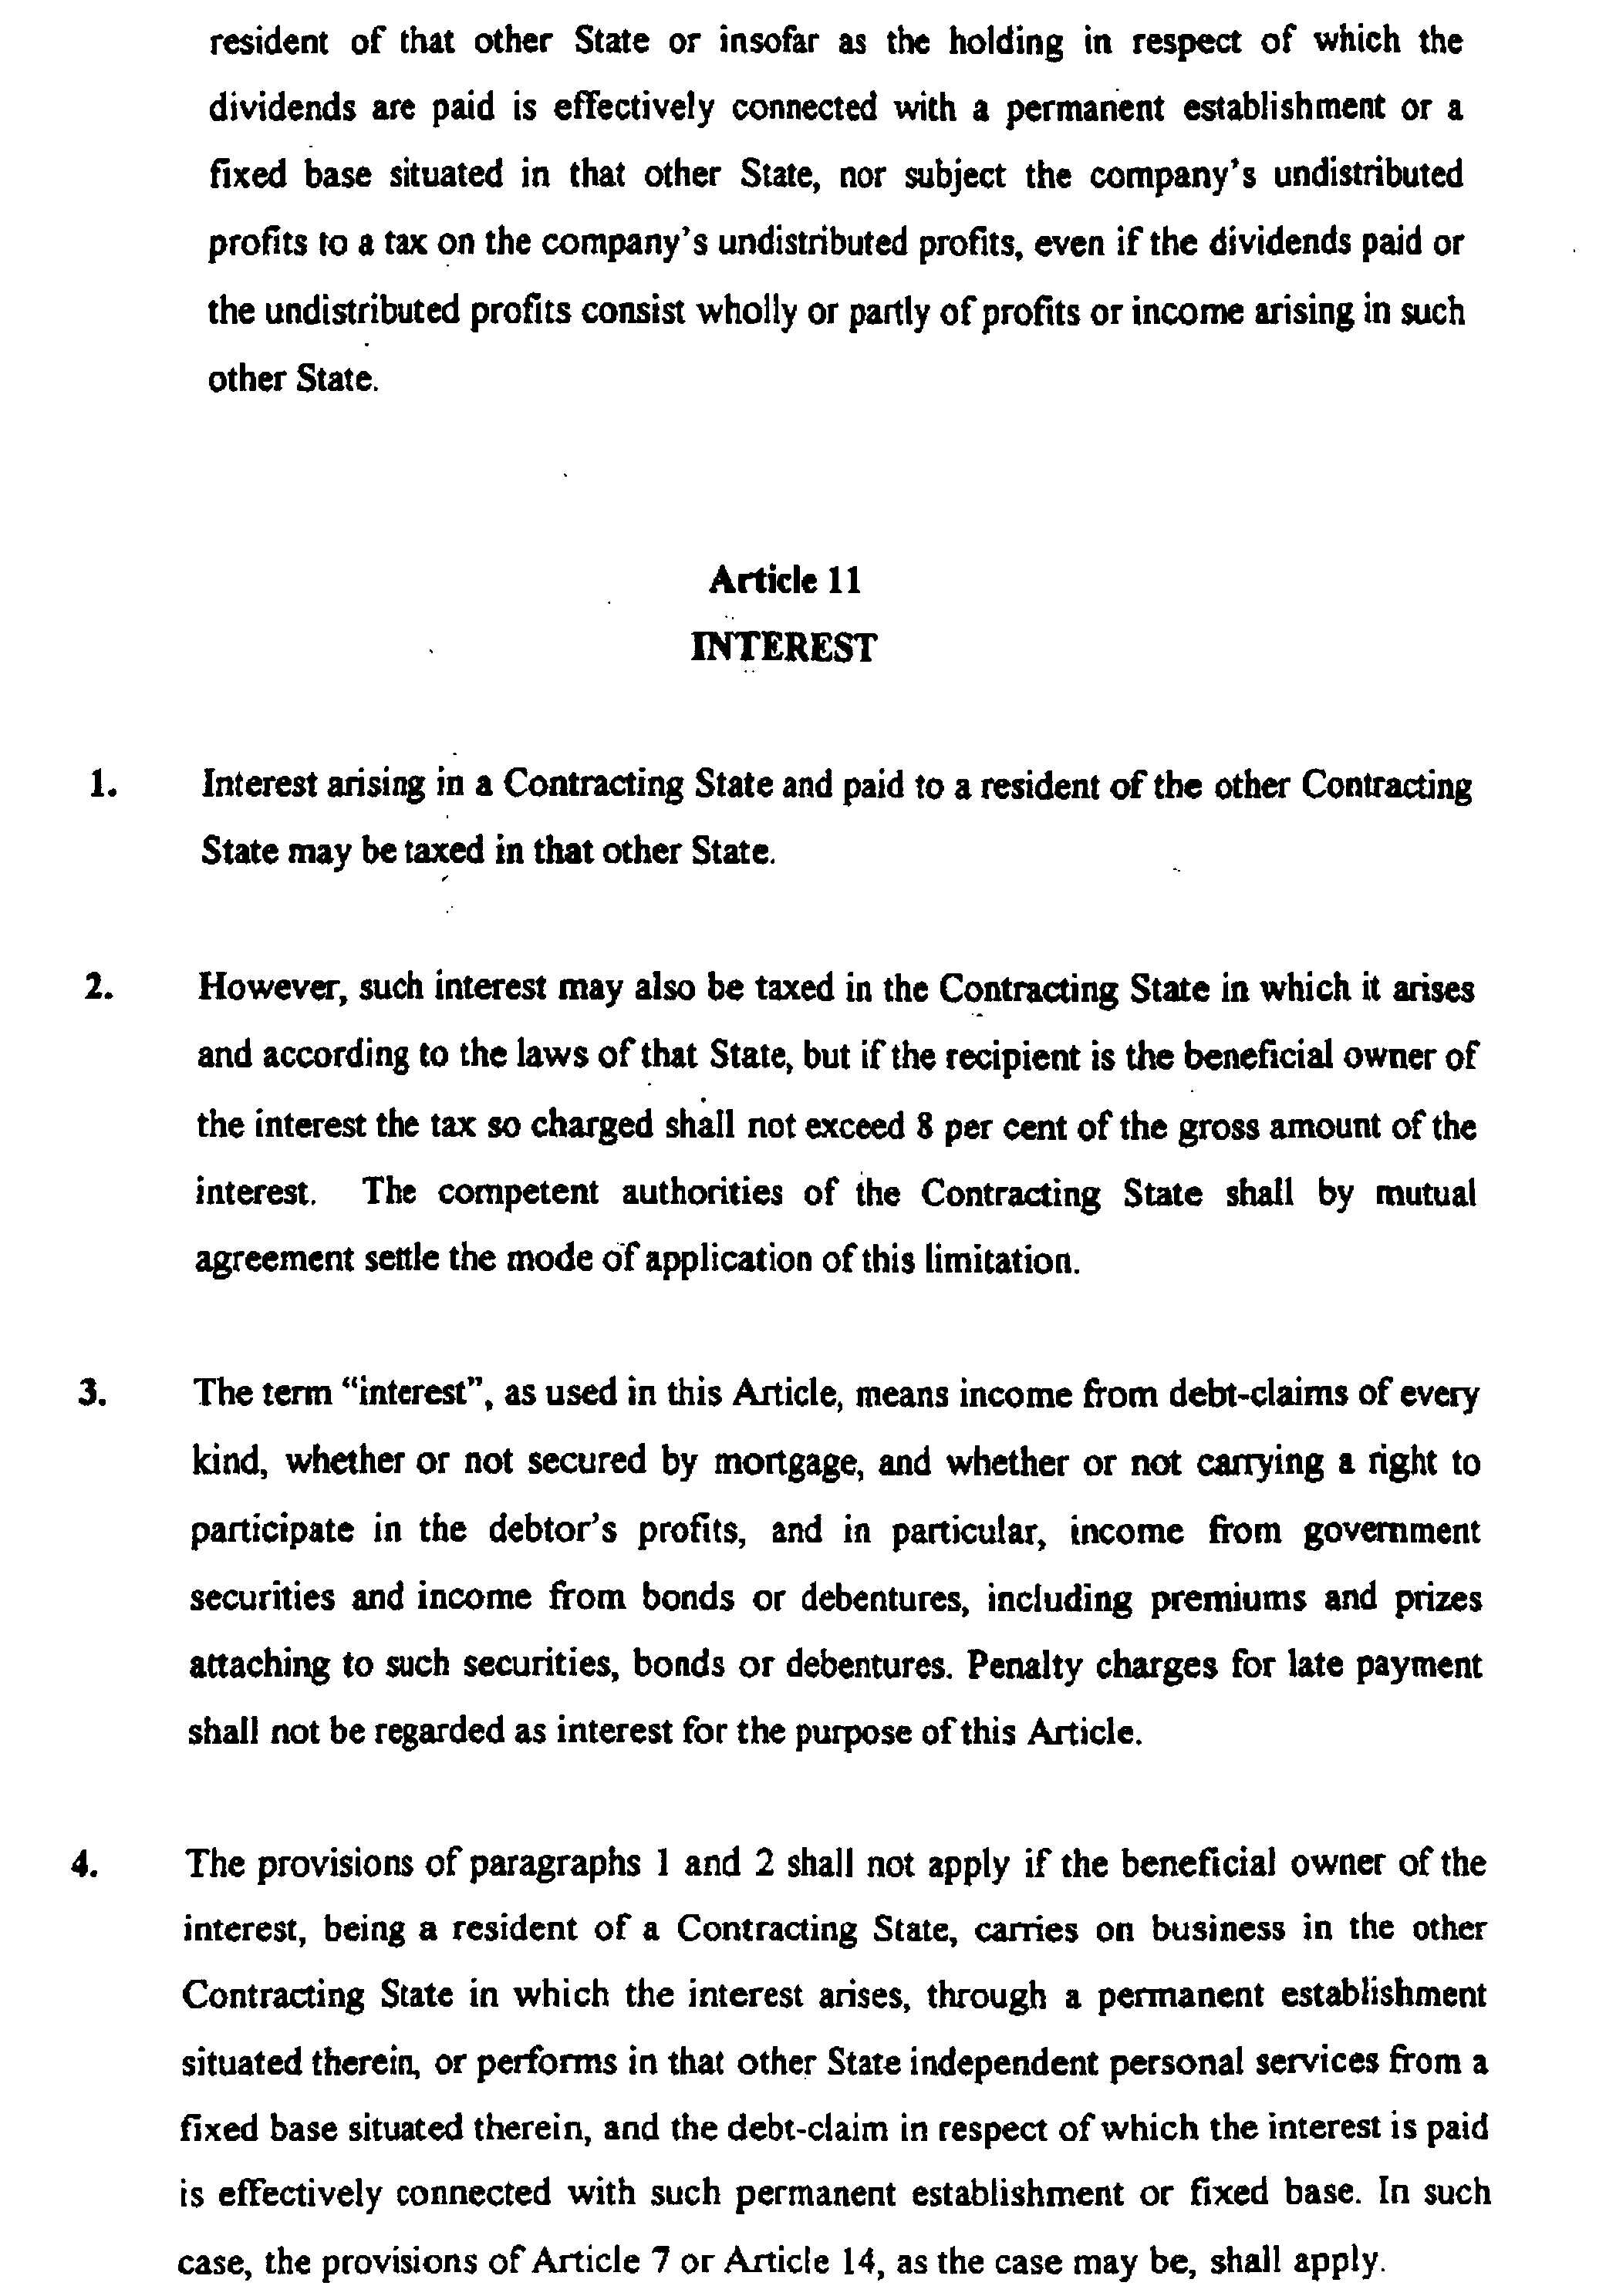 resident of that other State or insofar as the holding in respect of which the
dividends are paid is effectively connected with a permanent establishment or a
fixed base situated in that other State, nor subject the company's undistributed
profits to a tax on the company's undistributed profits, even if the dividends paid or
the undistributed profits consist wholly or partly of profits or income arising in such
other State.
Article 11
INTEREST
1. Interest arising in a Contracting State and paid to a resident of the other Contracting
State may be taxed in that other State.
2. However, such interest may also be taxed in the Contracting State in which it arises
and according to the laws of that State, but if the recipient is the beneficial owner of
the interest the tax so charged shall not exceed 8 per cent of the gross amount of the
interest. The competent authorities of the Contracting State shall by mutual
agreement settle the mode of application of this limitation.
3. The term “interest”, as used in this Article, means income from debt-claims of every
kind, whether or not secured by mortgage, and whether or not carrying a right to
participate in the debtor's profits, and in particular, income from government
securities and income from bonds or debentures, including premiums and prizes
attaching to such securities, bonds or debentures. Penalty charges for late payment
shall not be regarded as interest for the purpose of this Article.
4. The provisions of paragraphs 1 and 2 shall not apply if the beneficial owner of the
interest, being a resident of a Contracting State, carries on business in the other
Contracting State in which the interest arises, through a permanent establishment
situated therein, or performs in that other State independent personal services from a
fixed base situated therein, and the debt-claim in respect of which the interest is paid
is effectively connected with such permanent establishment or fixed base. In such
case, the provisions of Article 7 or Article 14, as the case may be, shall apply.